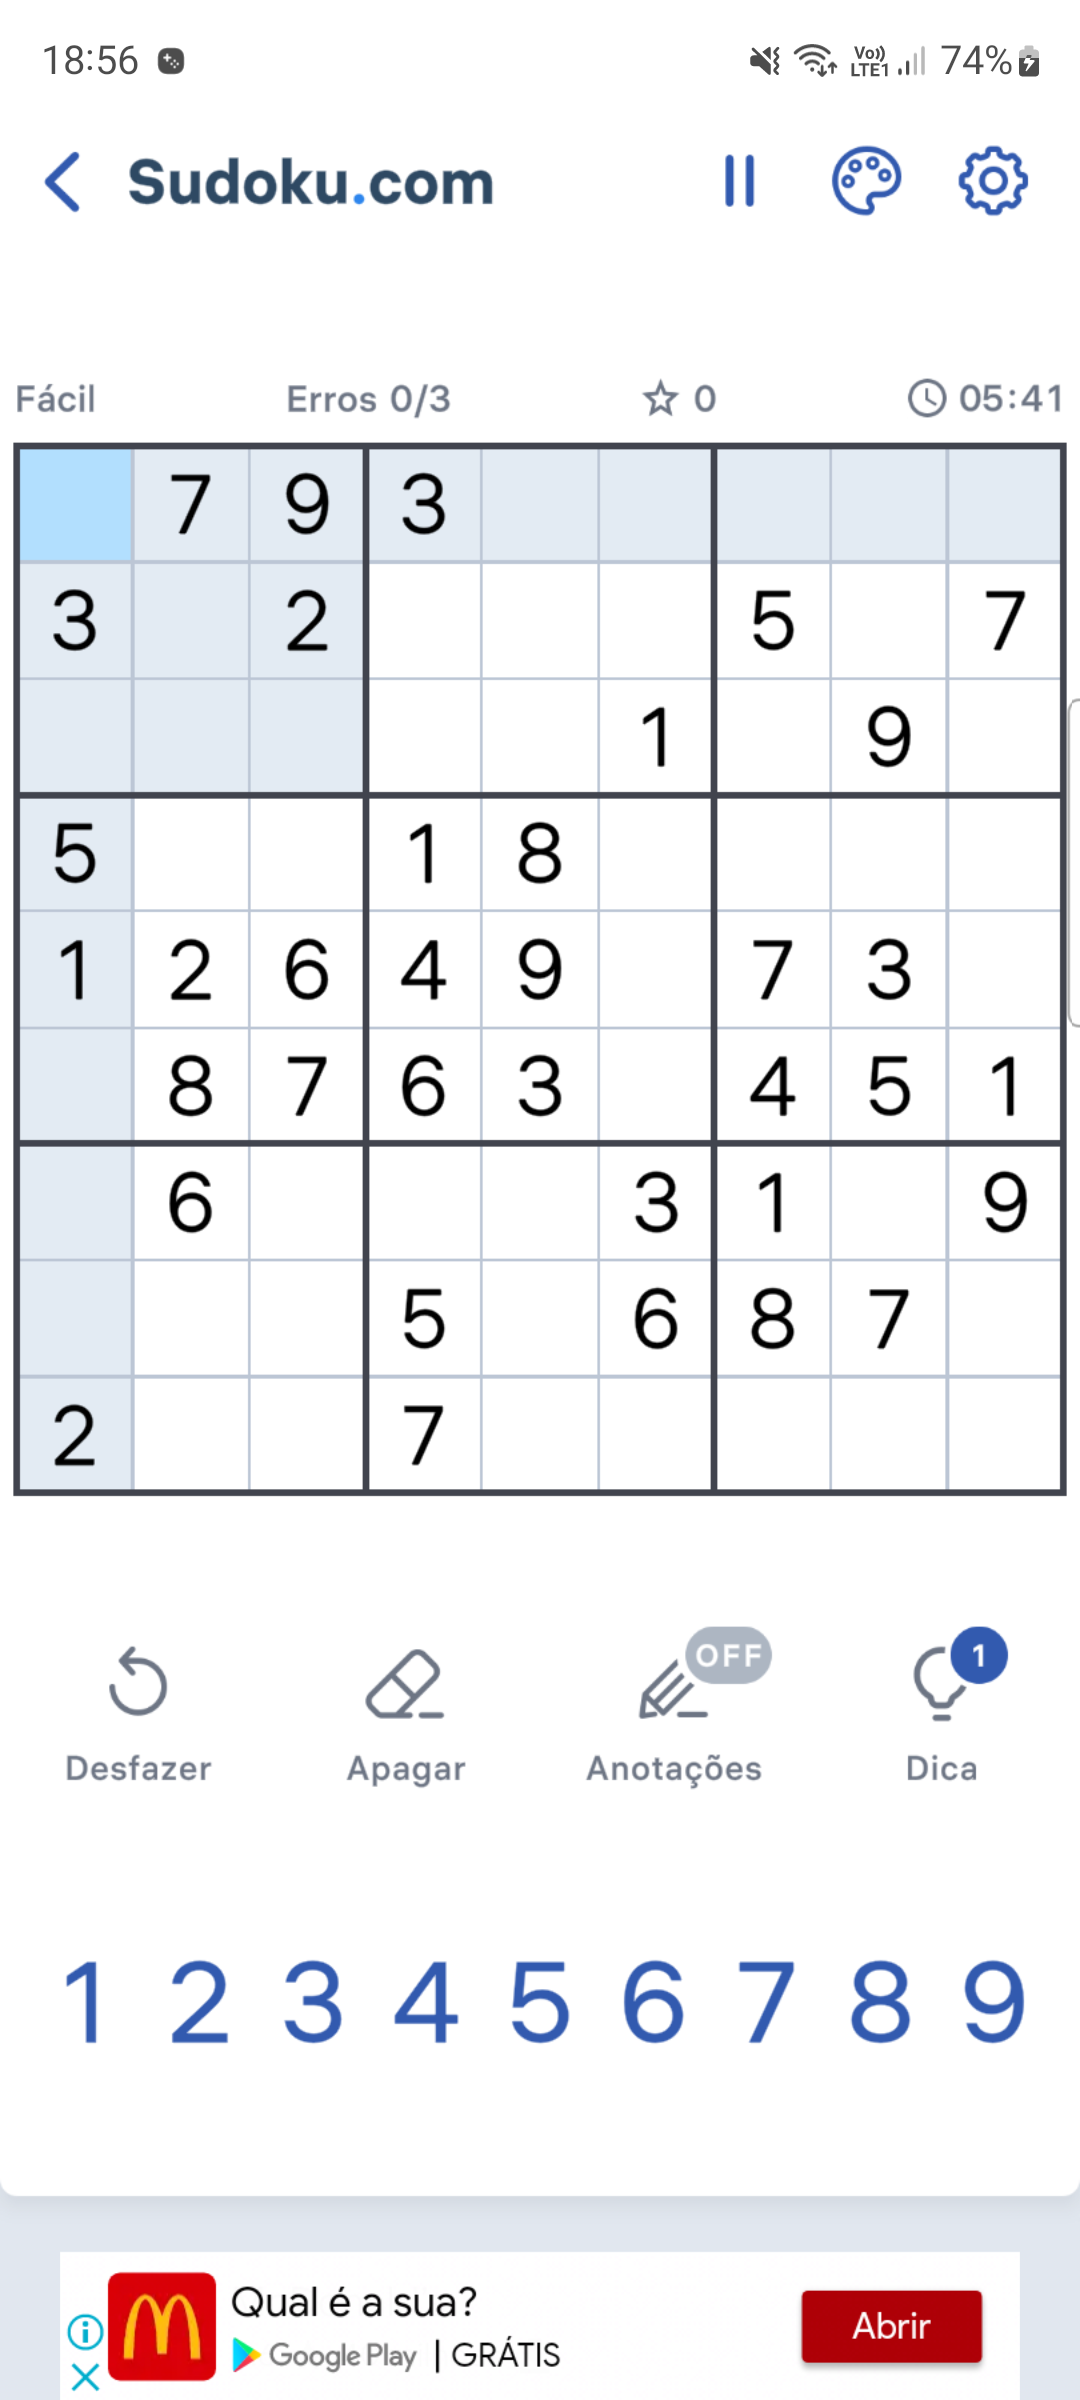 18:56 Vo)) LTE1 74%
Sudoku.com
Fácil Erros 0/3 0 05:41
7 9 3
3 2 5 7
1 9
5 1 8
1 2 6 4 9 7 3
8 7 6 3 4 5 1
6 3 1 9
5 6 8 7
2 7
OFF 1
Desfazer Apagar Anotações Dica
1 2 3 4 5 6 7 8 9
Qual é a sua?
Google Play | GRÁTIS
Abrir